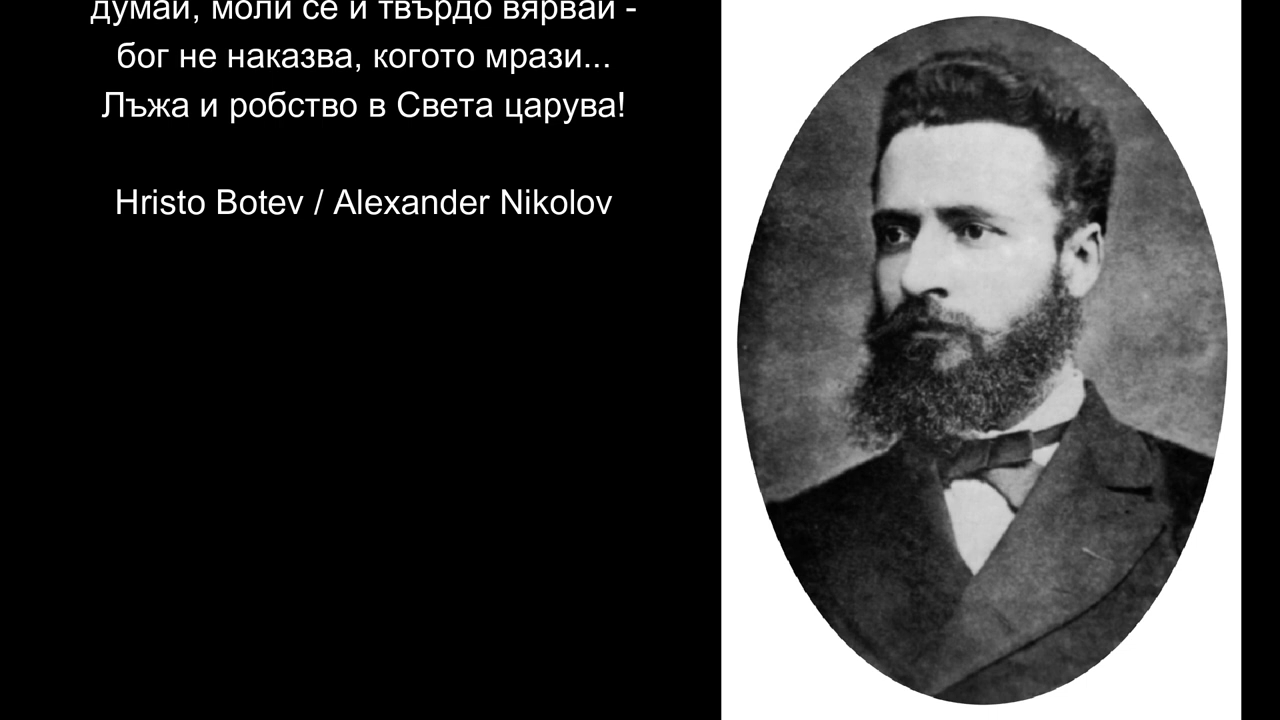 думай, моли се и твърдо вярвай -
бог не наказва, когото мрази...
Лъжа и робство в Света царува!
Hristo Botev / Alexander Nikolov